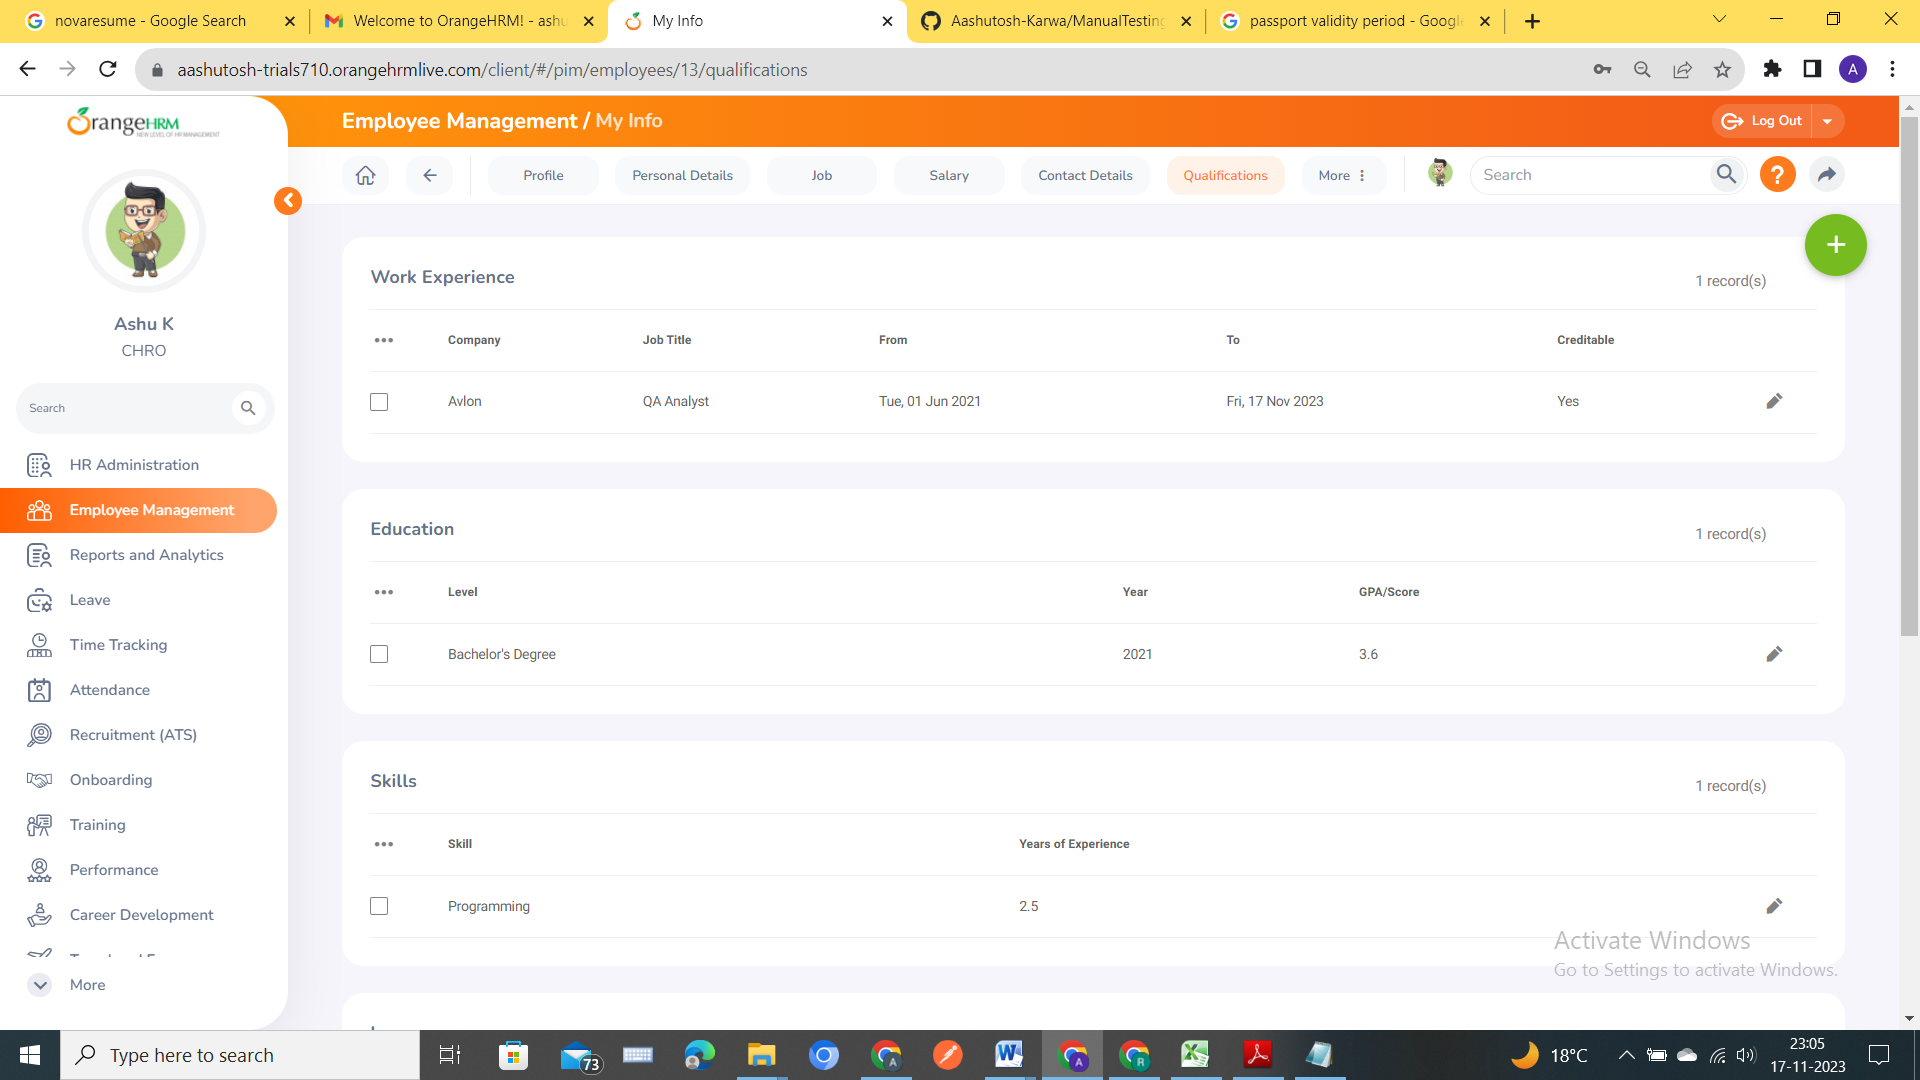 novaresume - Google Search
Welcome to OrangeHRM! - ashu
My Info
Aashutosh-Karwa/ManualTesting
passport validity period - Google
aashutosh-trials710.orangehrmlive.com/client/#/pim/employees/13/qualifications
A
OrangeHRM
NEW LEVEL OF HR MANAGEMENT
Employee Management / My Info
Log Out
Profile
Personal Details
Job
Salary
Contact Details
Qualifications
More
Search
?
Ashu K
CHRO
Search
HR Administration
Employee Management
Reports and Analytics
Leave
Time Tracking
Attendance
Recruitment (ATS)
Onboarding
Training
Performance
Career Development
More
Work Experience
1 record(s)
Company Job Title From To Creditable
Avlon QA Analyst Tue, 01 Jun 2021 Fri, 17 Nov 2023 Yes
Education
1 record(s)
Level Year GPA/Score
Bachelor's Degree 2021 3.6
Skills
1 record(s)
Skill Years of Experience
Programming 2.5
Activate Windows
Go to Settings to activate Windows.
Type here to search
73
18°C
23:05
17-11-2023